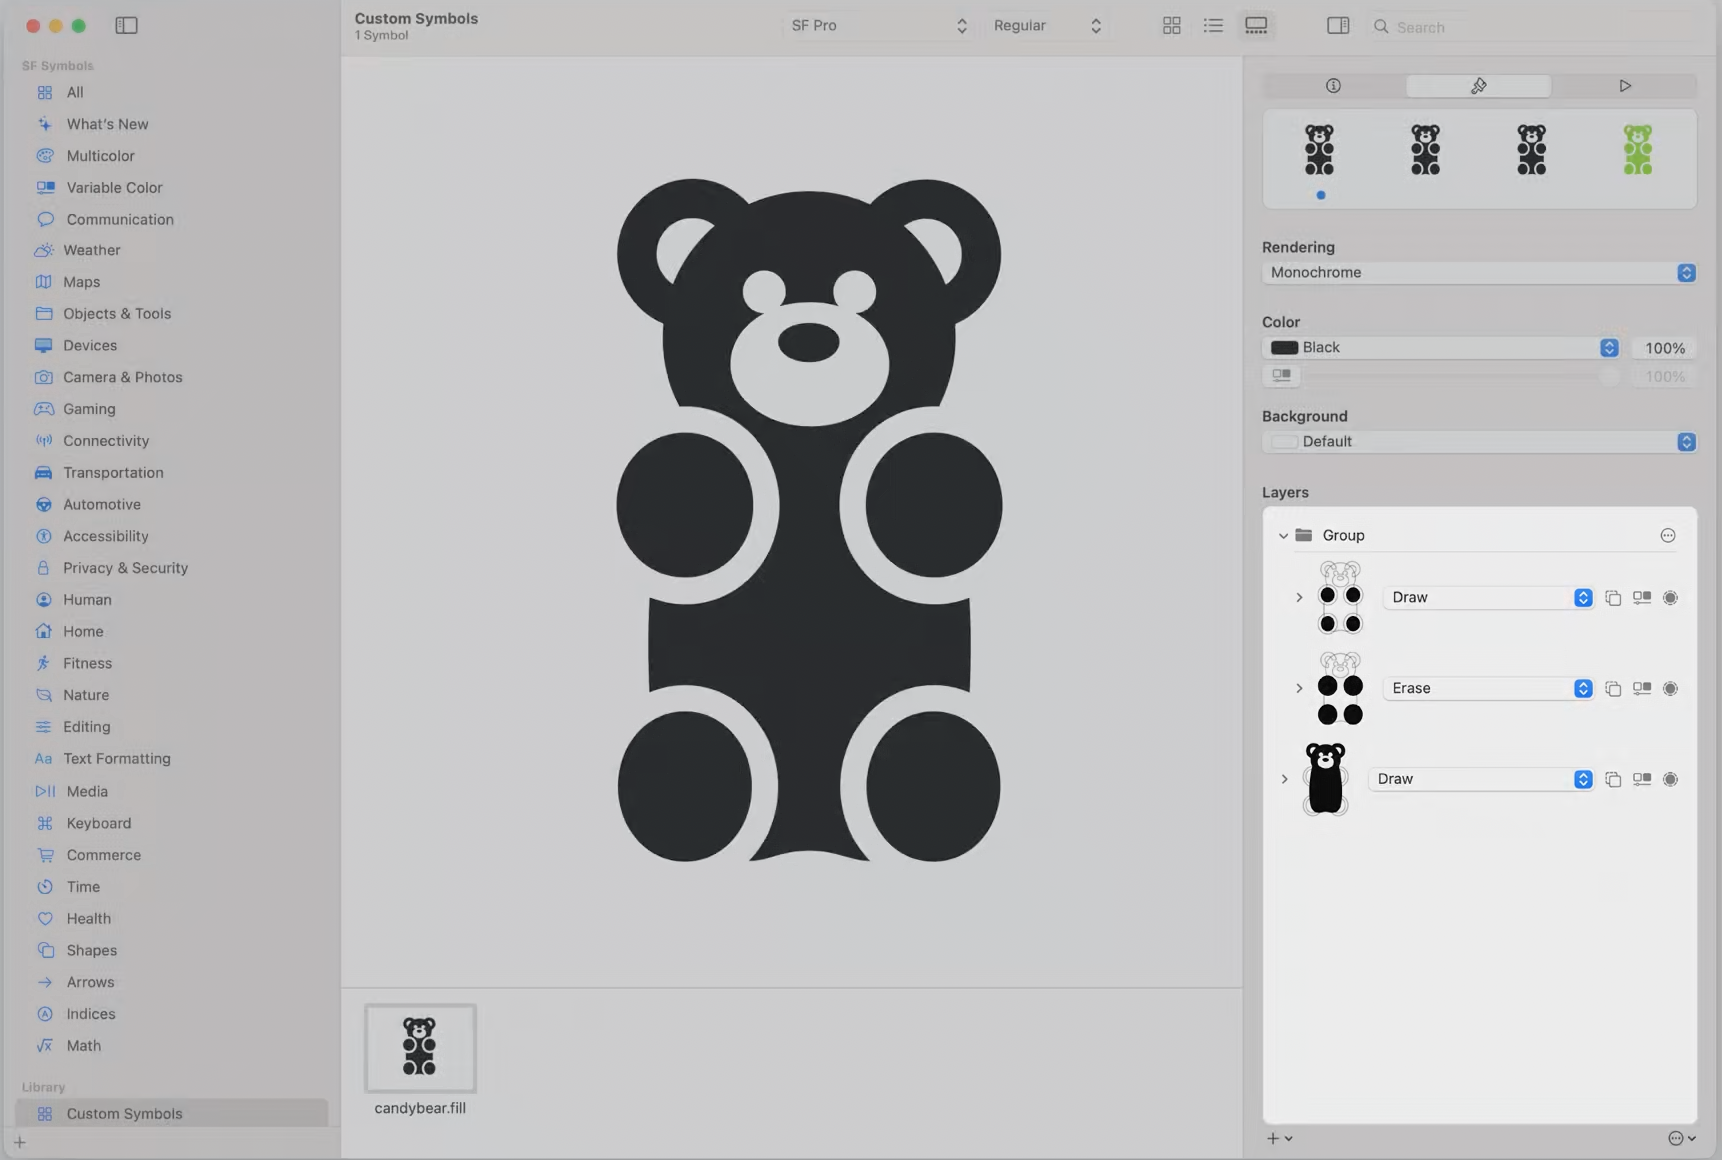 Custom Symbols
1 Symbol
SF Pro
Regular
Search
SF Symbols
All
What's New
Multicolor
Variable Color
Communication
Weather
Maps
Objects & Tools
Devices
Camera & Photos
Gaming
Connectivity
Transportation
Automotive
Accessibility
Privacy & Security
Human
Home
Fitness
Nature
Editing
Aa Text Formatting
Media
Keyboard
Commerce
Time
Health
Shapes
Arrows
Indices
Math
Library
Custom Symbols
candybear.fill
Rendering
Monochrome
Color
Black
100%
100%
Background
Default
Layers
Group
Draw
Erase
Draw